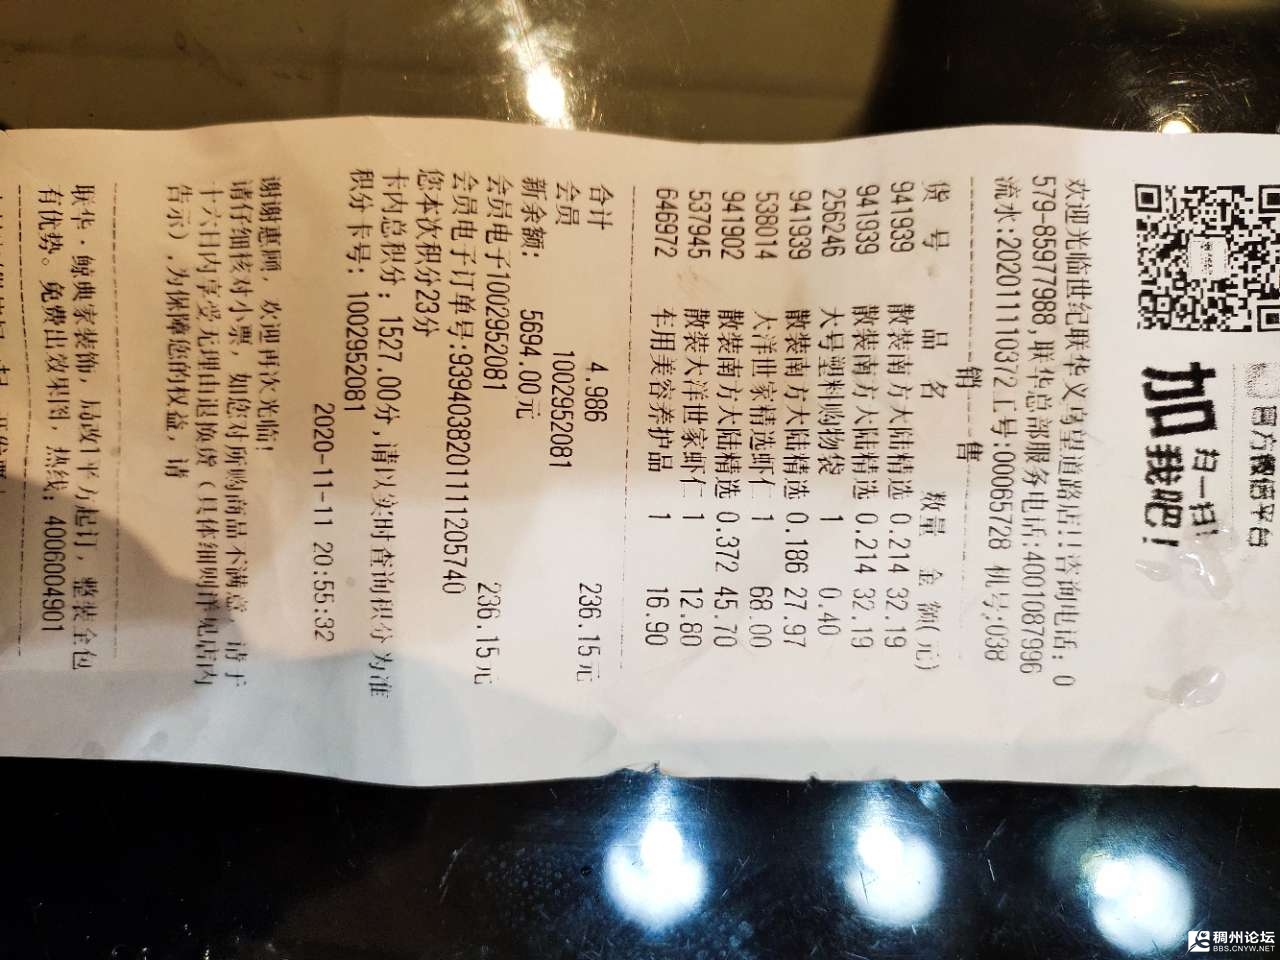 官方微信平台
扫一扫
加我吧!
欢迎光临世纪联华义乌望道路店!咨询电话:0
579-85977988,联华总部服务电话:4001087996
流水:202011110372工号:00065728 机号:038
销 售
货 号 品 名 数量 金 额(元)
941939 散装南方大陆精选 0.214 32.19
941939 散装南方大陆精选 0.214 32.19
256246 大号塑料购物袋 1 0.40
941939 散装南方大陆精选 0.186 27.97
538014 大洋世家精选虾仁 1 68.00
941902 散装南方大陆精选 0.372 45.70
537945 散装大洋世家虾仁 1 12.80
646972 车用美容养护品 1 16.90
合计 4.986 236.15元
会员 1002952081
新余额: 5694.00元
会员电子1002952081 236.15元
会员电子订单号:939403820111205740
您本次积分23分
卡内总积分:1527.00分,请以实时查询积分为准
积分卡号:1002952081
2020-11-11 20:55:32
谢谢惠顾,欢迎再次光临!
请仔细核对小票,如您对所购商品不满意,请于
十六日内享受无理由退换货(具体细则详见店内
告示),为保障您的权益,请
联华·鲸典家装饰,局改1平方起订,整装全包
有优势。免费出效果图,热线:4006004901
稠州论坛
BBS.CNYW.NET